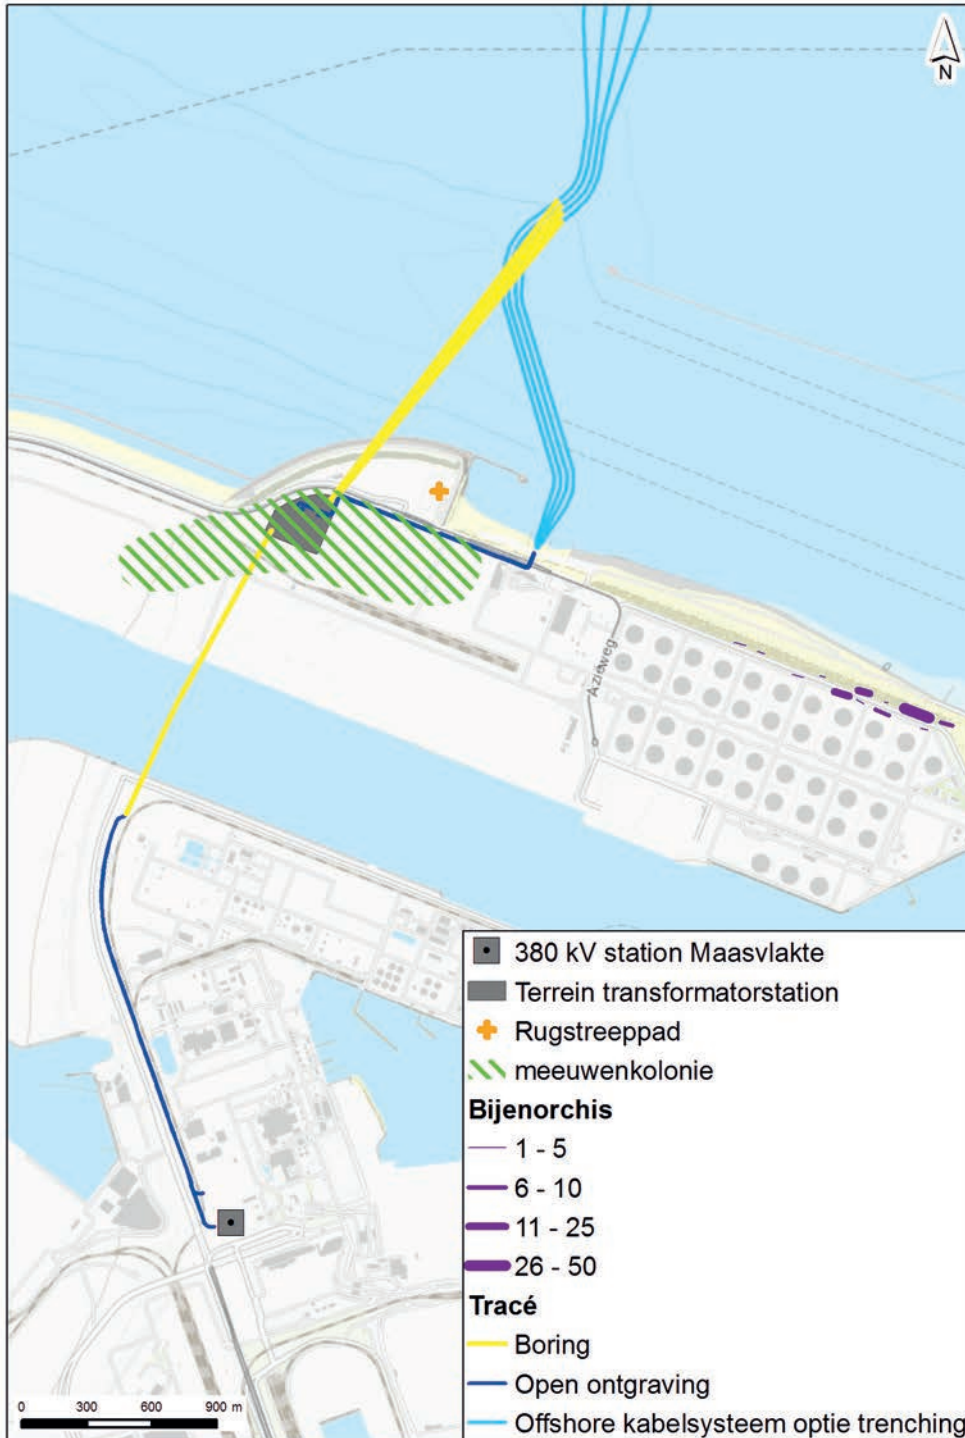 N
Azieweg
380 kV station Maasvlakte
Terrein transformatorstation
Rugstreeppad
meeuwenkolonie
Bijenorchis
1 - 5
6 - 10
11 - 25
26 - 50
Tracé
Boring
Open ontgraving
Offshore kabelsysteem optie trenching
0 300 600 900 m